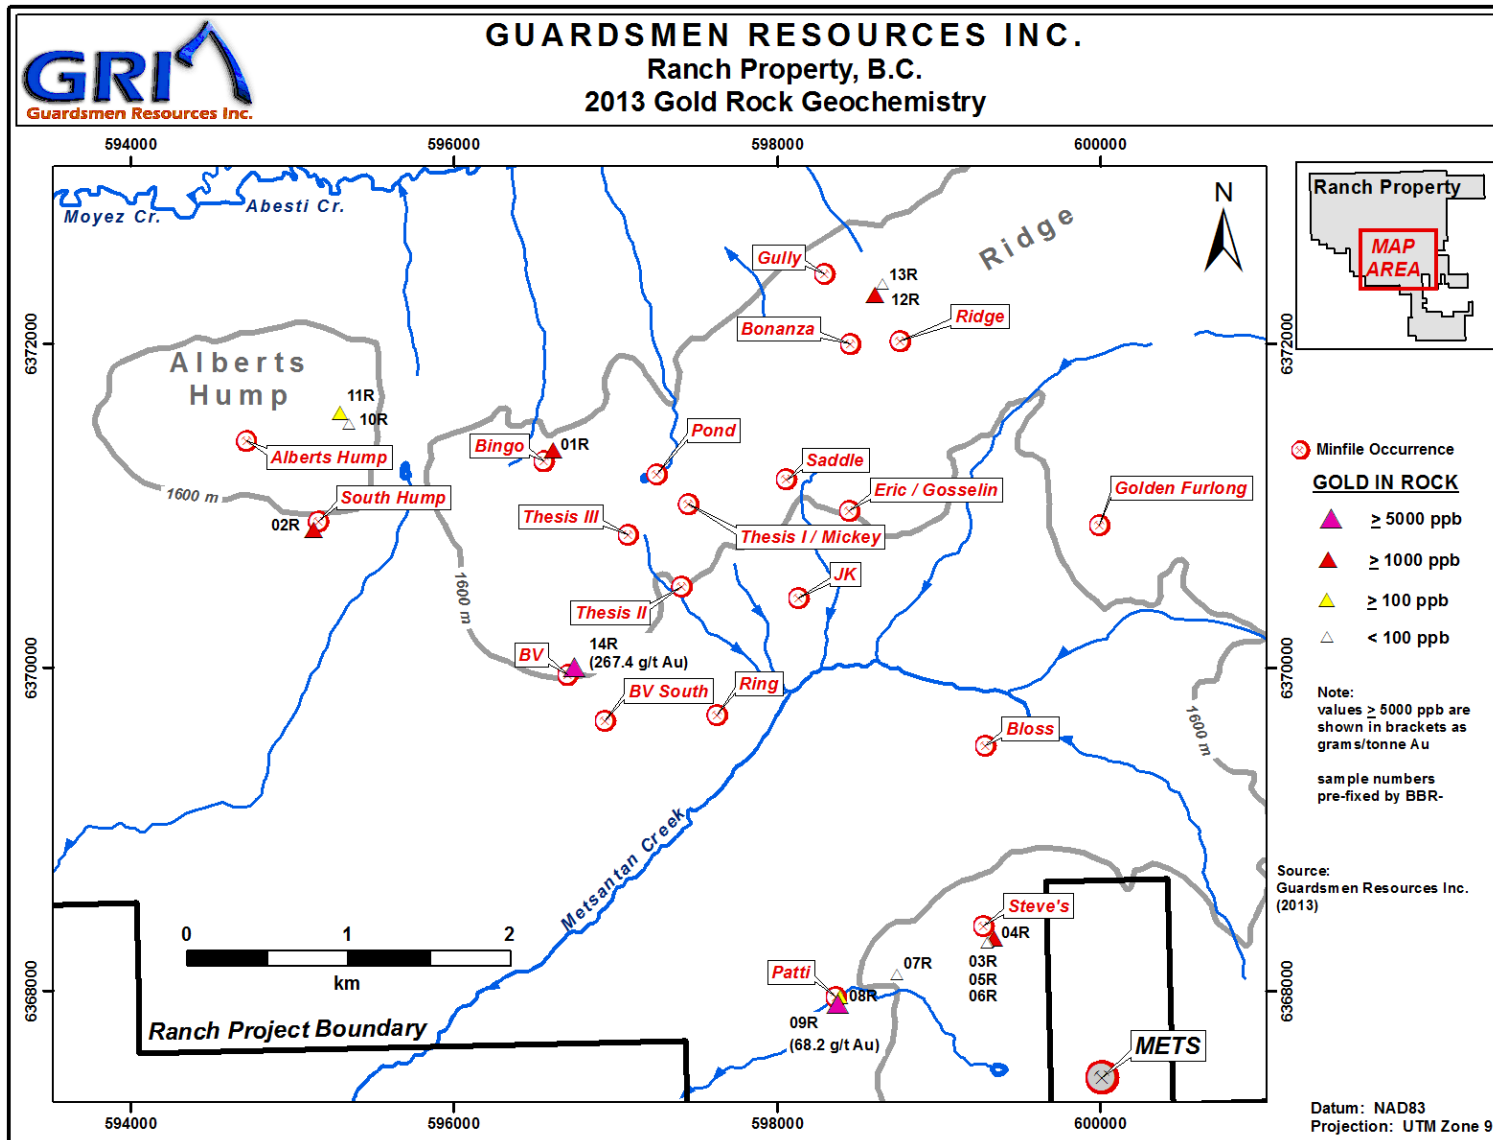 GUARDSMEN RESOURCES INC.
Ranch Property, B.C.
2013 Gold Rock Geochemistry
GRI
Guardsmen Resources Inc.
594000
596000
598000
600000
Moyez Cr.
Abesti Cr.
N
Ridge
Gully
13R
12R
Bonanza
Ridge
6372000
6372000
Ranch Property
MAP
AREA
Alberts
Hump
11R
10R
Alberts Hump
1600 m
South Hump
02R
Bingo
01R
Pond
Saddle
Eric / Gosselin
Golden Furlong
Thesis III
Thesis I / Mickey
JK
Thesis II
1600 m
14R
(267.4 g/t Au)
BV
BV South
Ring
Bloss
6370000
6370000
1600 m
Minfile Occurrence
GOLD IN ROCK
≥ 5000 ppb
≥ 1000 ppb
≥ 100 ppb
< 100 ppb
Note:
values ≥ 5000 ppb are
shown in brackets as
grams/tonne Au
sample numbers
pre-fixed by BBR-
Source:
Guardsmen Resources Inc.
(2013)
Metsantan Creek
Steve's
04R
03R
05R
06R
07R
Patti
08R
09R
(68.2 g/t Au)
METS
0
1
2
km
6368000
6368000
Ranch Project Boundary
594000
596000
598000
600000
Datum: NAD83
Projection: UTM Zone 9